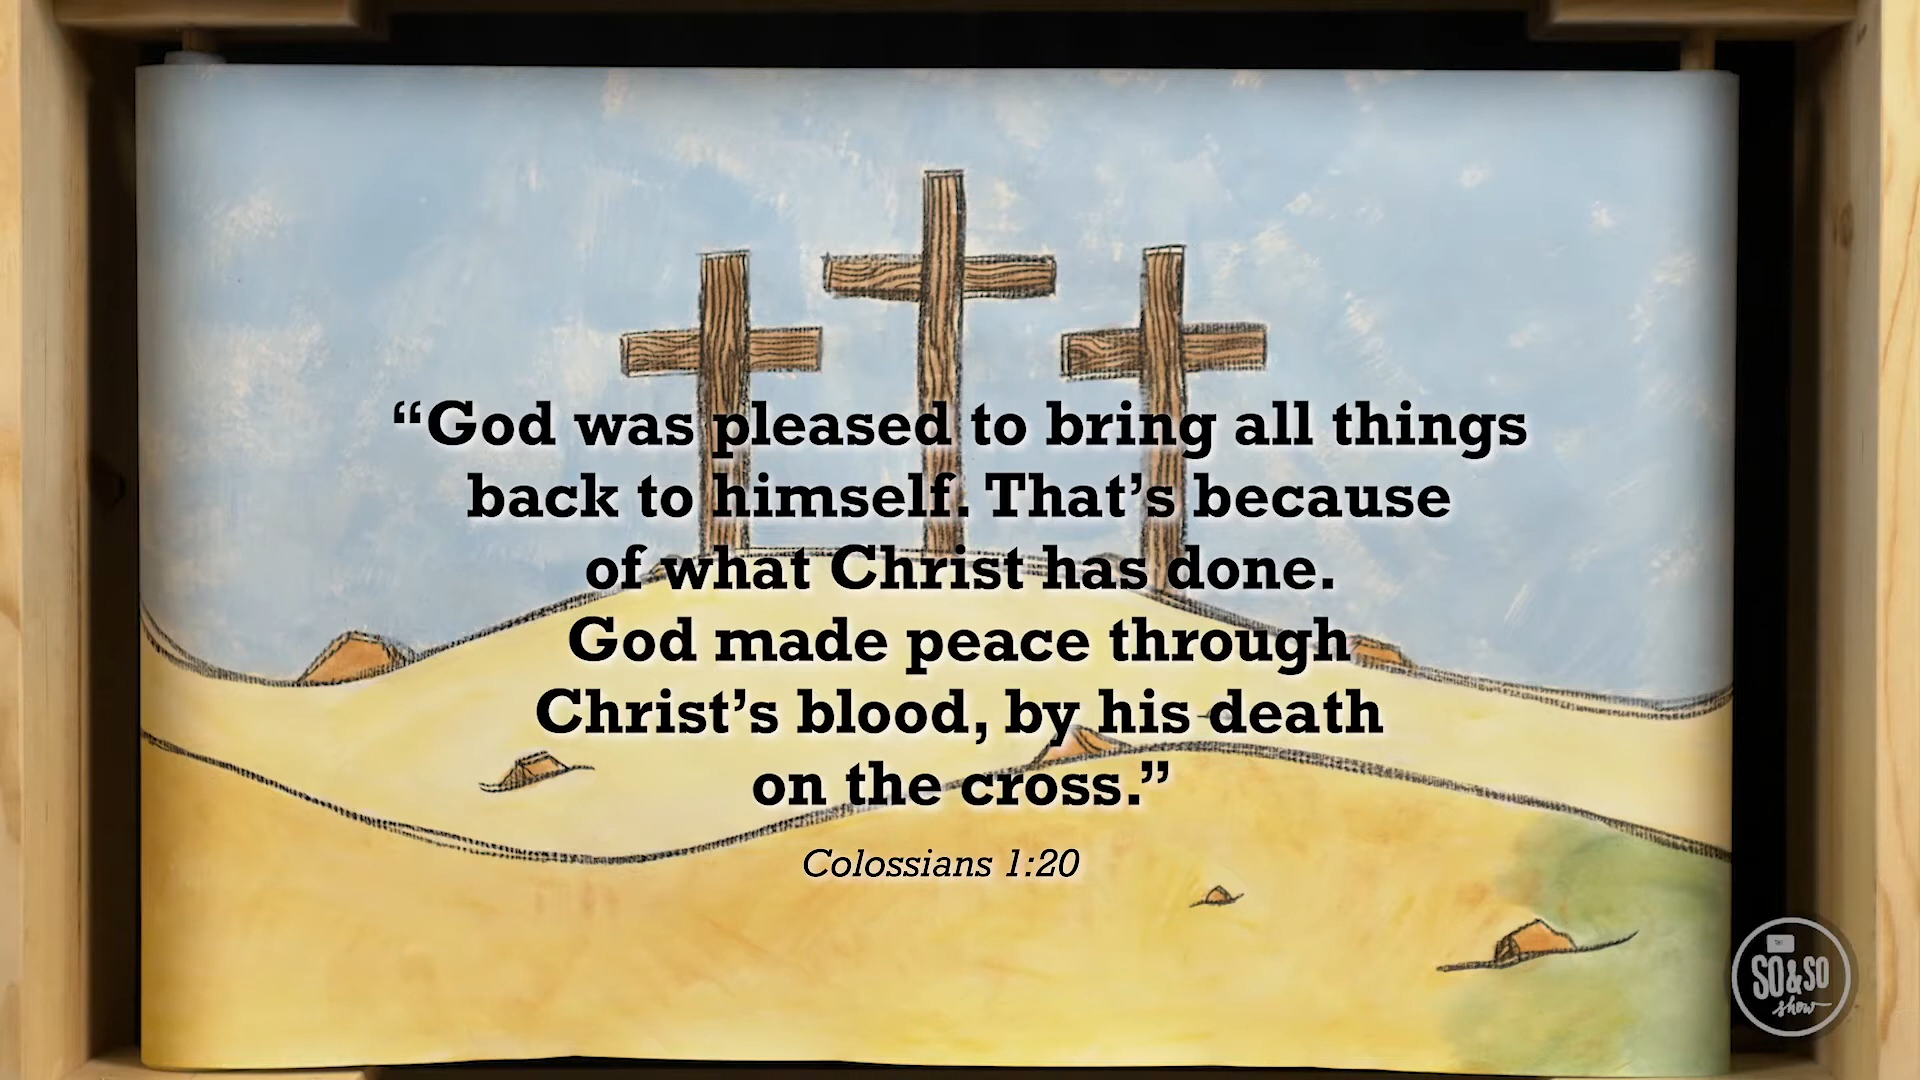 “God was pleased to bring all things
back to himself. That’s because
of what Christ has done.
God made peace through
Christ’s blood, by his death
on the cross.”
Colossians 1:20
SO&SO
show